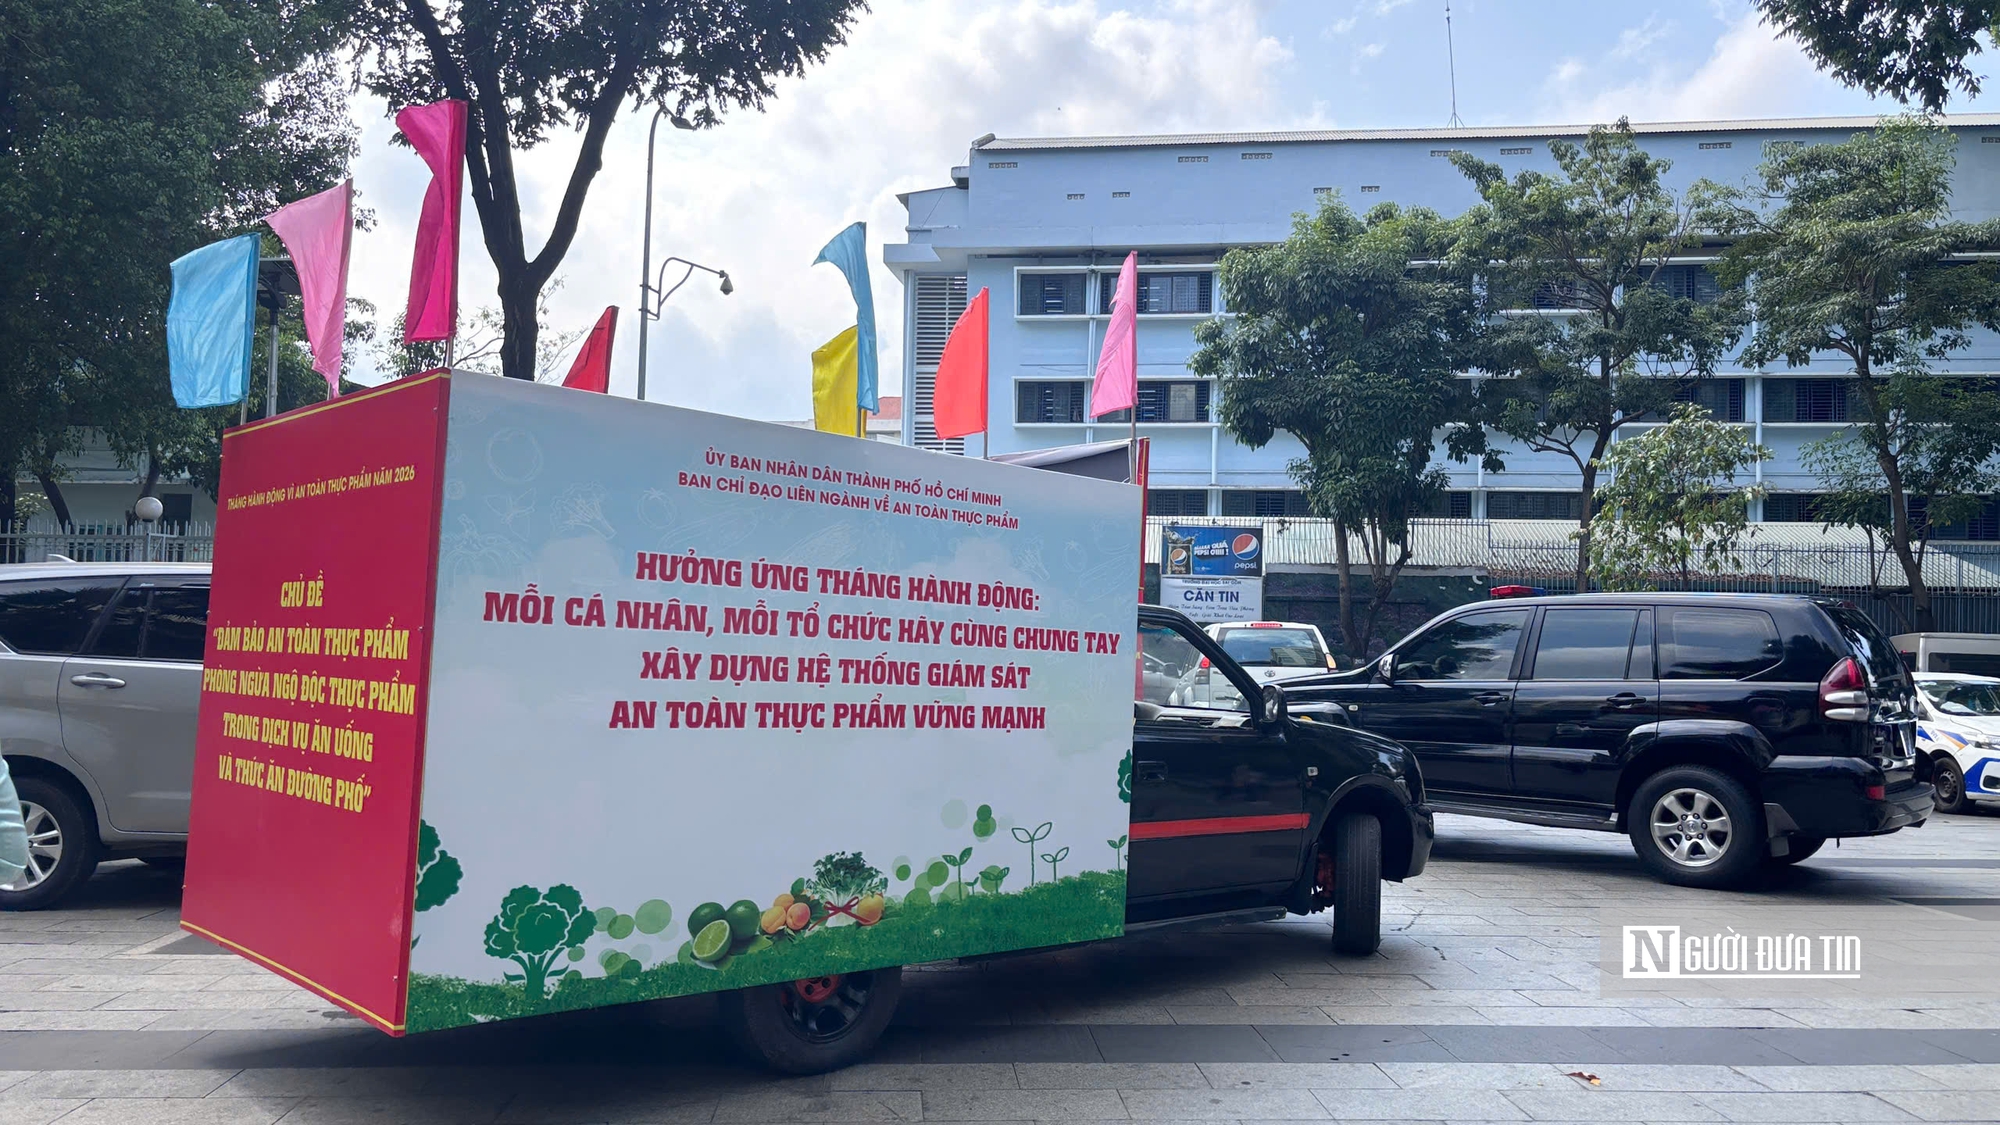 THÁNG HÀNH ĐỘNG VÌ AN TOÀN THỰC PHẨM NĂM 2026
CHỦ ĐỀ
"ĐẢM BẢO AN TOÀN THỰC PHẨM
PHÒNG NGỪA NGỘ ĐỘC THỰC PHẨM
TRONG DỊCH VỤ ĂN UỐNG
VÀ THỨC ĂN ĐƯỜNG PHỐ"
ỦY BAN NHÂN DÂN THÀNH PHỐ HỒ CHÍ MINH
BAN CHỈ ĐẠO LIÊN NGÀNH VỀ AN TOÀN THỰC PHẨM
HƯỞNG ỨNG THÁNG HÀNH ĐỘNG:
MỖI CÁ NHÂN, MỖI TỔ CHỨC HÃY CÙNG CHUNG TAY
XÂY DỰNG HỆ THỐNG GIÁM SÁT
AN TOÀN THỰC PHẨM VỮNG MẠNH
pepsi
CĂN TIN
NGƯỜI ĐƯA TIN